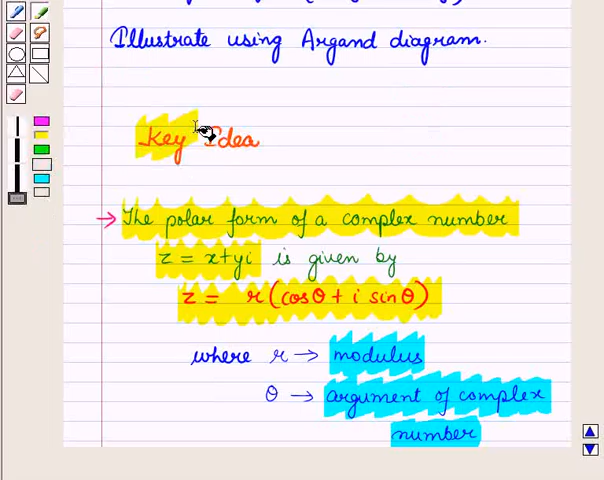 Illustrate using Argand diagram.
Key Idea
→ The polar form of a complex number
z = x+yi is given by
z = r(cosθ + i sinθ)
where r → modulus
θ → argument of complex
number